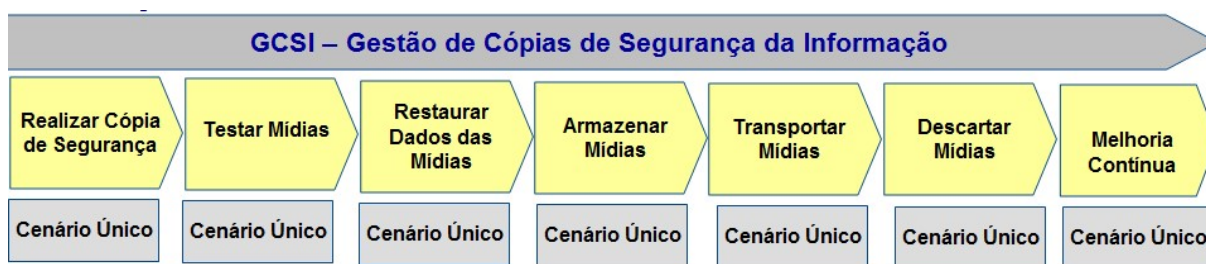 GCSI – Gestão de Cópias de Segurança da Informação
Realizar Cópia
de Segurança
Testar Mídias
Restaurar
Dados das
Mídias
Armazenar
Mídias
Transportar
Mídias
Descartar
Mídias
Melhoria
Contínua
Cenário Único
Cenário Único
Cenário Único
Cenário Único
Cenário Único
Cenário Único
Cenário Único